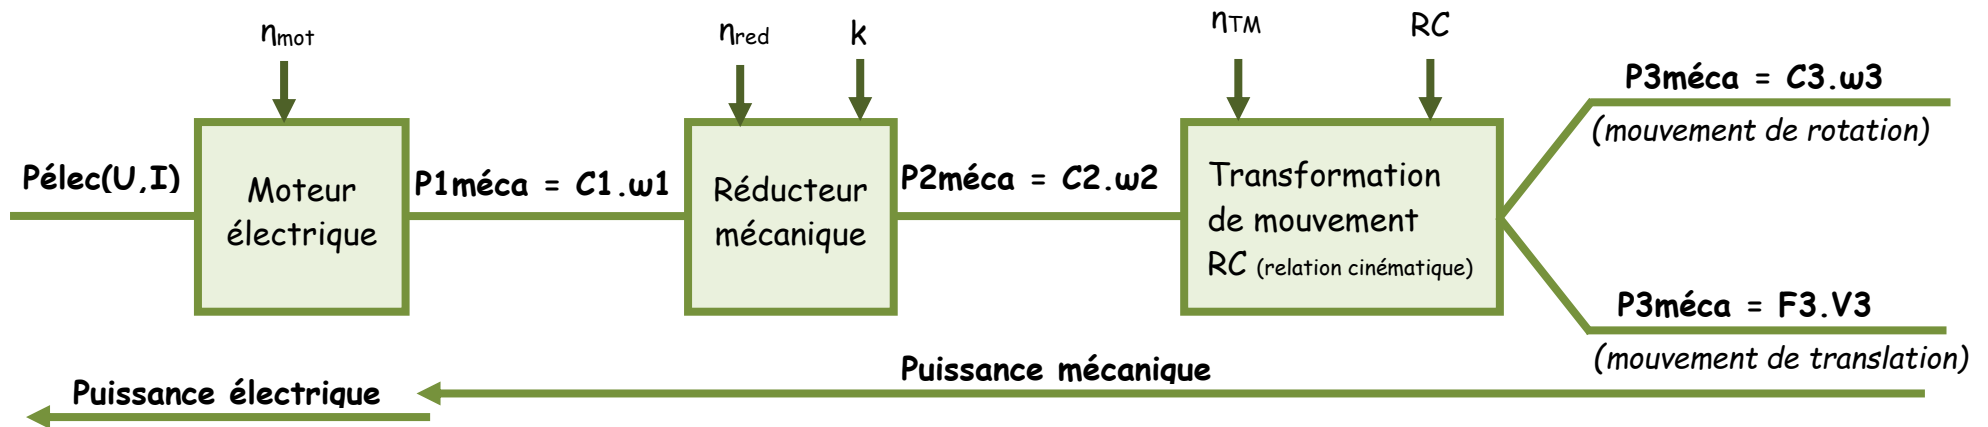 ηmot
ηred
k
ηTM
RC
Pélec(U,I)
Moteur
électrique
P1méca = C1.ω1
Réducteur
mécanique
P2méca = C2.ω2
Transformation
de mouvement
RC (relation cinématique)
P3méca = C3.ω3
(mouvement de rotation)
P3méca = F3.V3
(mouvement de translation)
Puissance mécanique
Puissance électrique